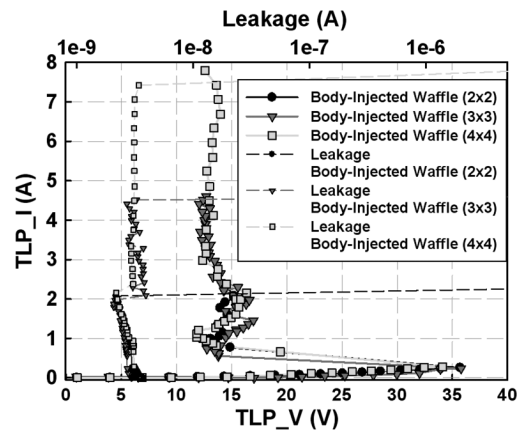 Leakage (A)
1e-9 1e-8 1e-7 1e-6
8
7
6
5
4
3
2
1
0
TLP_I (A)
Body-Injected Waffle (2x2)
Body-Injected Waffle (3x3)
Body-Injected Waffle (4x4)
Leakage
Body-Injected Waffle (2x2)
Leakage
Body-Injected Waffle (3x3)
Leakage
Body-Injected Waffle (4x4)
0 5 10 15 20 25 30 35 40
TLP_V (V)